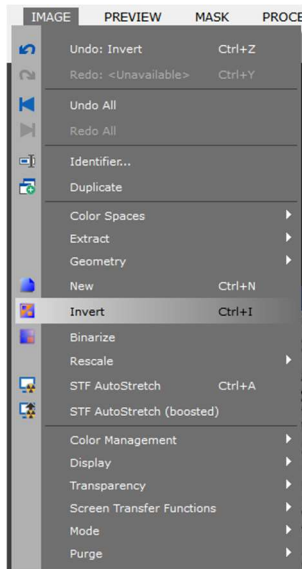 IMAGE PREVIEW MASK PROCE
Undo: Invert Ctrl+Z
Redo: <Unavailable> Ctrl+Y
Undo All
Redo All
Identifier...
Duplicate
Color Spaces
Extract
Geometry
New Ctrl+N
Invert Ctrl+I
Binarize
Rescale
STF AutoStretch Ctrl+A
STF AutoStretch (boosted)
Color Management
Display
Transparency
Screen Transfer Functions
Mode
Purge